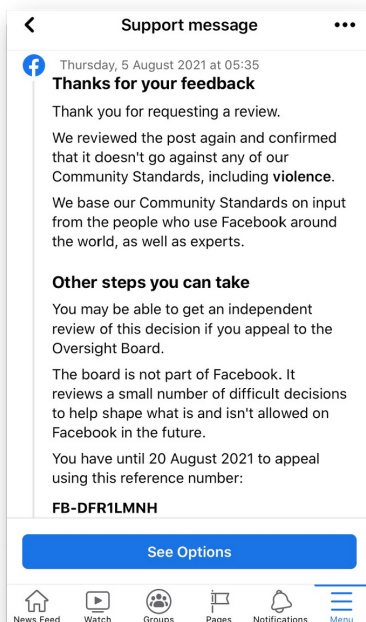 Support message
Thursday, 5 August 2021 at 05:35
Thanks for your feedback
Thank you for requesting a review.
We reviewed the post again and confirmed
that it doesn't go against any of our
Community Standards, including violence.
We base our Community Standards on input
from the people who use Facebook around
the world, as well as experts.
Other steps you can take
You may be able to get an independent
review of this decision if you appeal to the
Oversight Board.
The board is not part of Facebook. It
reviews a small number of difficult decisions
to help shape what is and isn't allowed on
Facebook in the future.
You have until 20 August 2021 to appeal
using this reference number:
FB-DFR1LMNH
See Options
News Feed Watch Groups Pages Notifications Menu